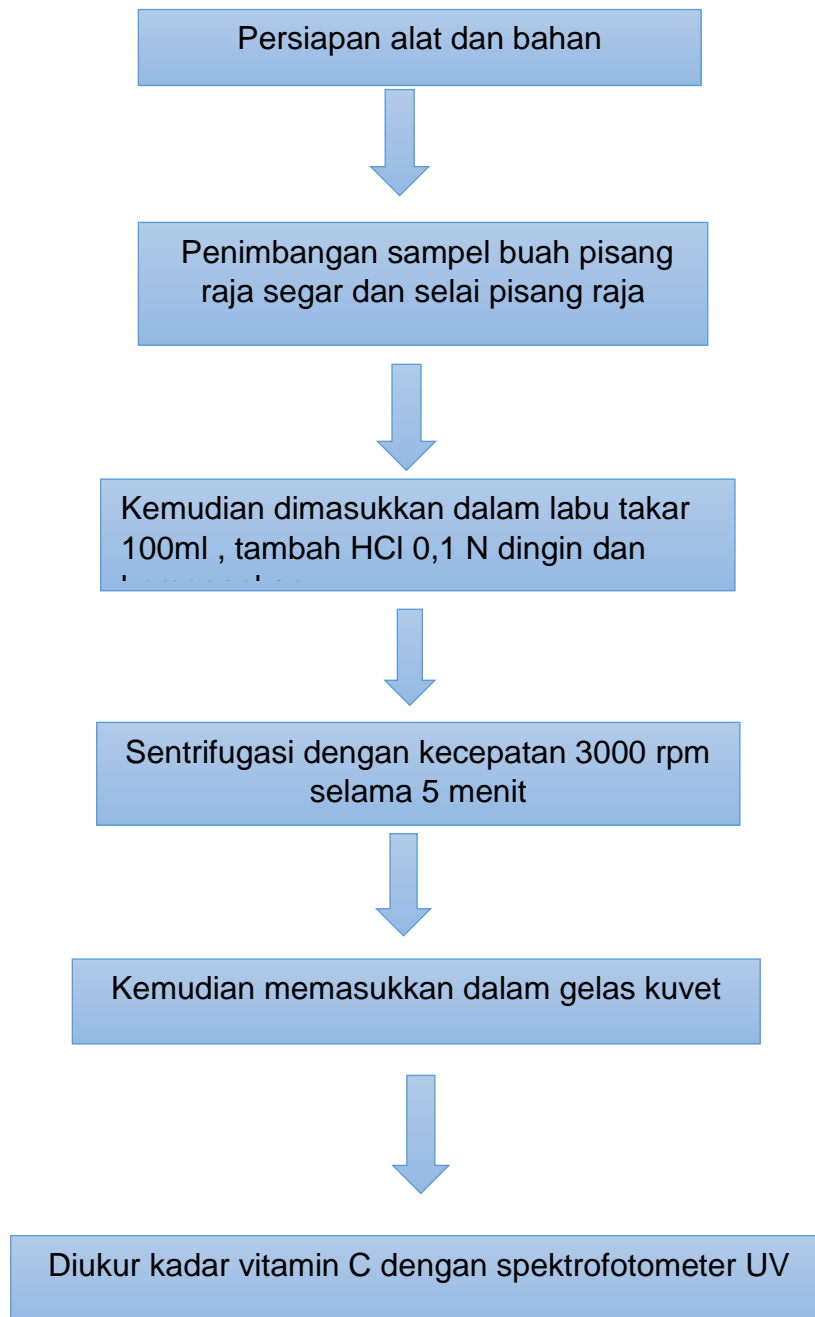 Persiapan alat dan bahan
Penimbangan sampel buah pisang
raja segar dan selai pisang raja
Kemudian dimasukkan dalam labu takar
100ml , tambah HCl 0,1 N dingin dan
Sentrifugasi dengan kecepatan 3000 rpm
selama 5 menit
Kemudian memasukkan dalam gelas kuvet
Diukur kadar vitamin C dengan spektrofotometer UV